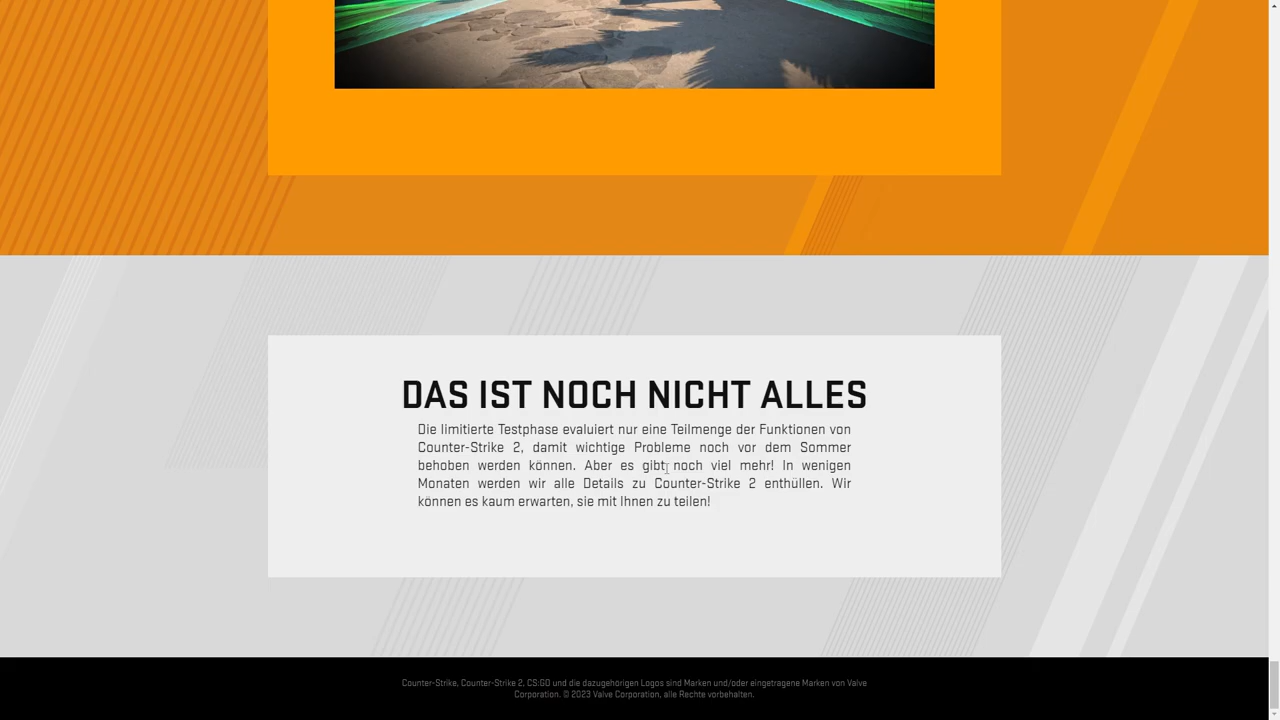 DAS IST NOCH NICHT ALLES
Die limitierte Testphase evaluiert nur eine Teilmenge der Funktionen von
Counter-Strike 2, damit wichtige Probleme noch vor dem Sommer
behoben werden können. Aber es gibt noch viel mehr! In wenigen
Monaten werden wir alle Details zu Counter-Strike 2 enthüllen. Wir
können es kaum erwarten, sie mit Ihnen zu teilen!
Counter-Strike, Counter-Strike 2, CS:GO und die dazugehörigen Logos sind Marken und/oder eingetragene Marken von Valve
Corporation. © 2023 Valve Corporation, alle Rechte vorbehalten.